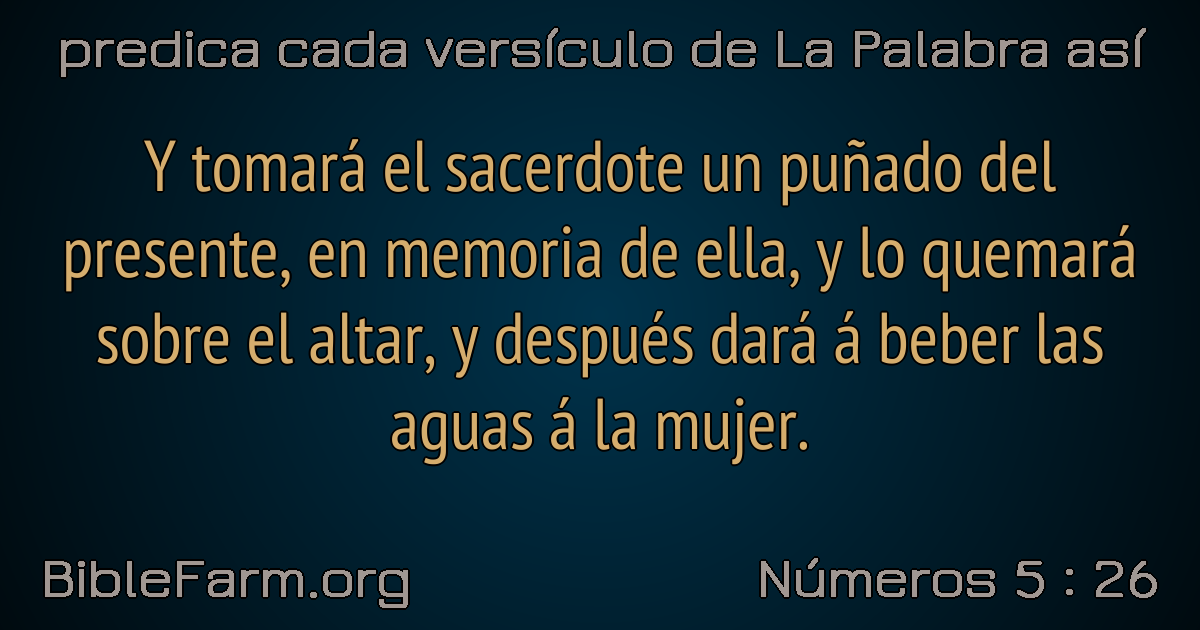 predica cada versículo de La Palabra así
Y tomará el sacerdote un puñado del
presente, en memoria de ella, y lo quemará
sobre el altar, y después dará á beber las
aguas á la mujer.
BibleFarm.org
Números 5 : 26